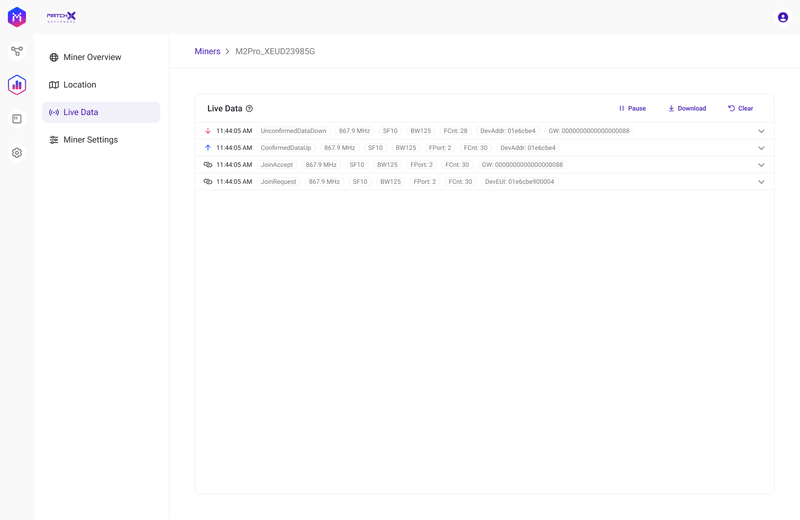 MATCHX
Miners > M2Pro_XEUD23985G
Miner Overview
Location
Live Data
Miner Settings
Live Data
Pause
Download
Clear
11:44:05 AM UnconfirmedDataDown 867.9 MHz SF10 BW125 FCnt: 28 DevAddr: 01e6cbe4 GW: 0000000000000000088
11:44:05 AM ConfirmedDataUp 867.9 MHz SF10 BW125 FPort: 2 FCnt: 30 DevAddr: 01e6cbe4
11:44:05 AM JoinAccept 867.9 MHz SF10 BW125 FPort: 2 FCnt: 30 GW: 0000000000000000088
11:44:05 AM JoinRequest 867.9 MHz SF10 BW125 FPort: 2 FCnt: 30 DevEUI: 01e6cbe900004